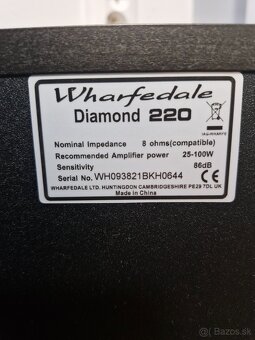 Wharfedale
Diamond 220
Nominal Impedance 8 ohms(compatible)
Recommended Amplifier power 25-100W
Sensitivity 86dB
Serial No. WH093821BKH0644
WHARFEDALE LTD. HUNTINGDON CAMBRIDGESHIRE PE29 7DL UK
Made in China
Bazos.sk